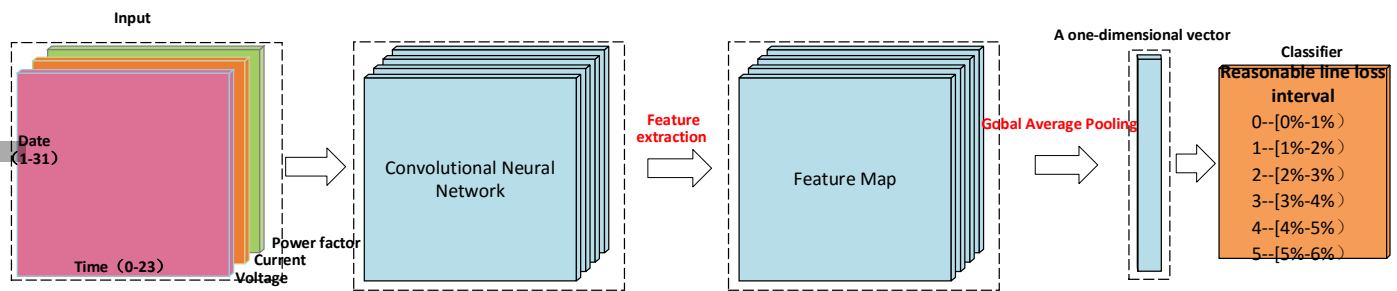 Input
Date
（1-31）
Time（0-23）
Power factor
Current
Voltage
Convolutional Neural
Network
Feature
extraction
Feature Map
Gobal Average Pooling
A one-dimensional vector
Classifier
Reasonable line loss
interval
0--[0%-1%）
1--[1%-2%）
2--[2%-3%）
3--[3%-4%）
4--[4%-5%）
5--[5%-6%）